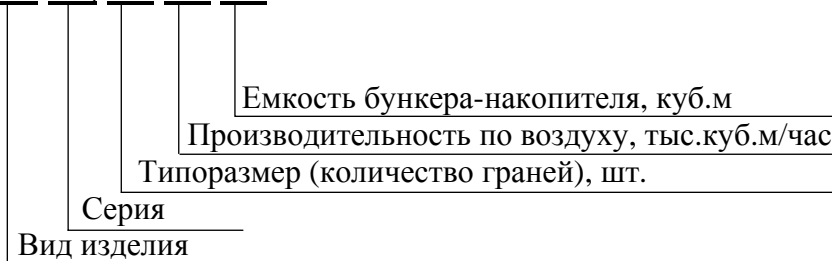 Емкость бункера-накопителя, куб.м
Производительность по воздуху, тыс.куб.м/час
Типоразмер (количество граней), шт.
Серия
Вид изделия